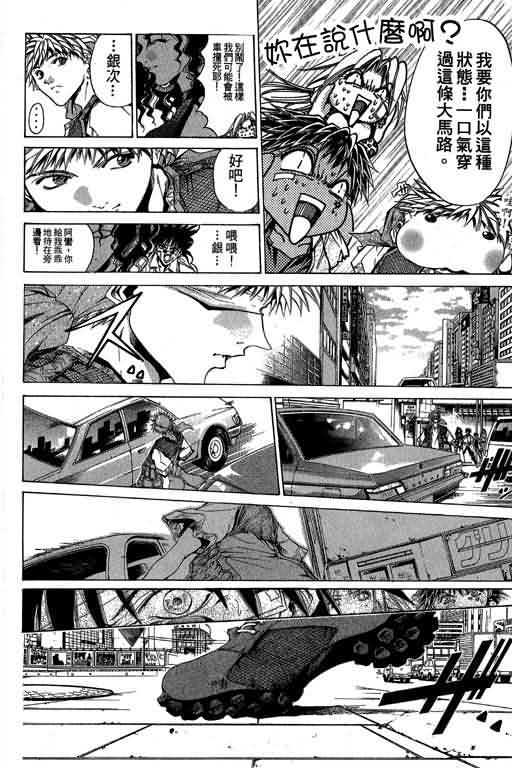 我要你們以這種
狀態…一口氣穿
過這條大馬路。
妳在說什麼啊?
別鬧了!這樣
我們可能會被
車撞死耶!
…銀次…
…
好吧!
喂喂!
…銀…
阿蠻,你
給我乖乖
地待在旁
邊看!